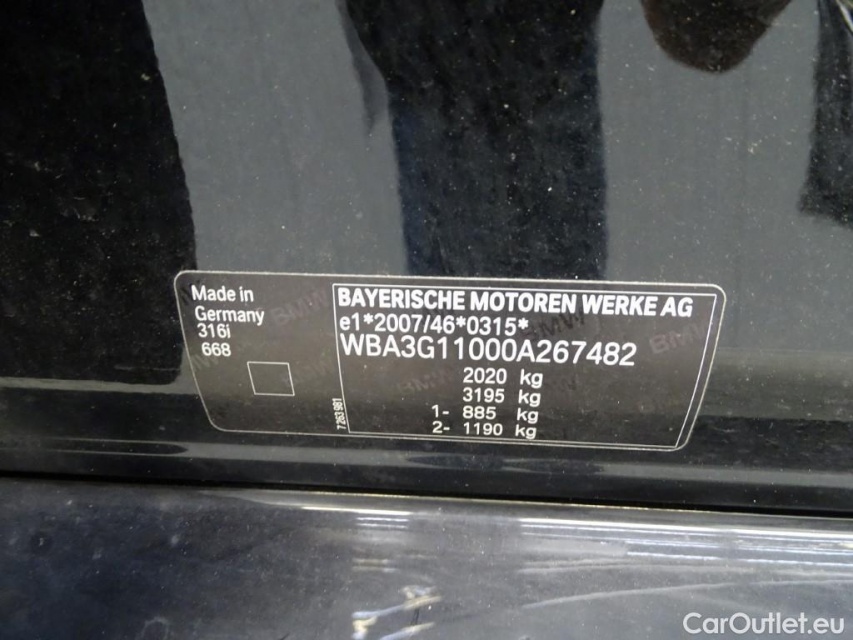 Made in
Germany
316i
668
BAYERISCHE MOTOREN WERKE AG
e1*2007/46*0315*
WBA3G11000A267482
2020 kg
3195 kg
1- 885 kg
2- 1190 kg
7263981
CarOutlet.eu